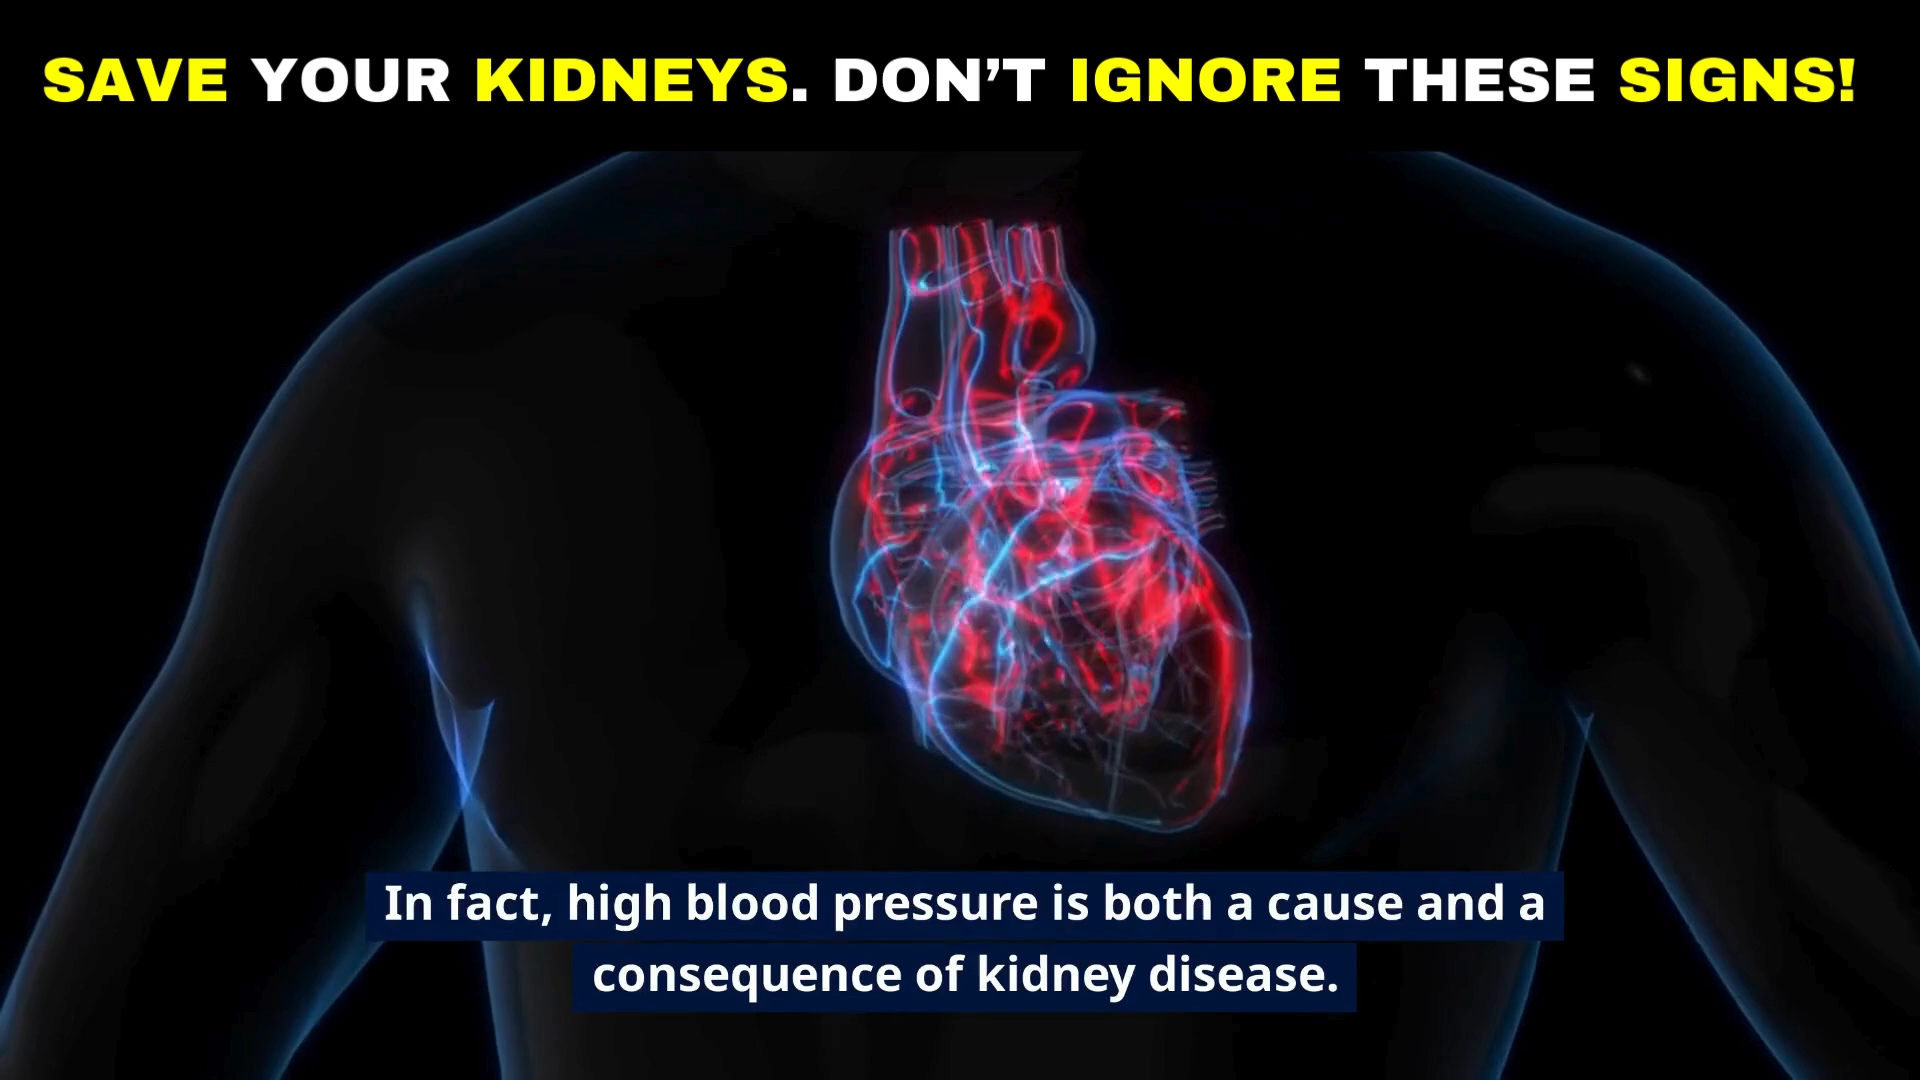 SAVE YOUR KIDNEYS. DON’T IGNORE THESE SIGNS!
In fact, high blood pressure is both a cause and a
consequence of kidney disease.